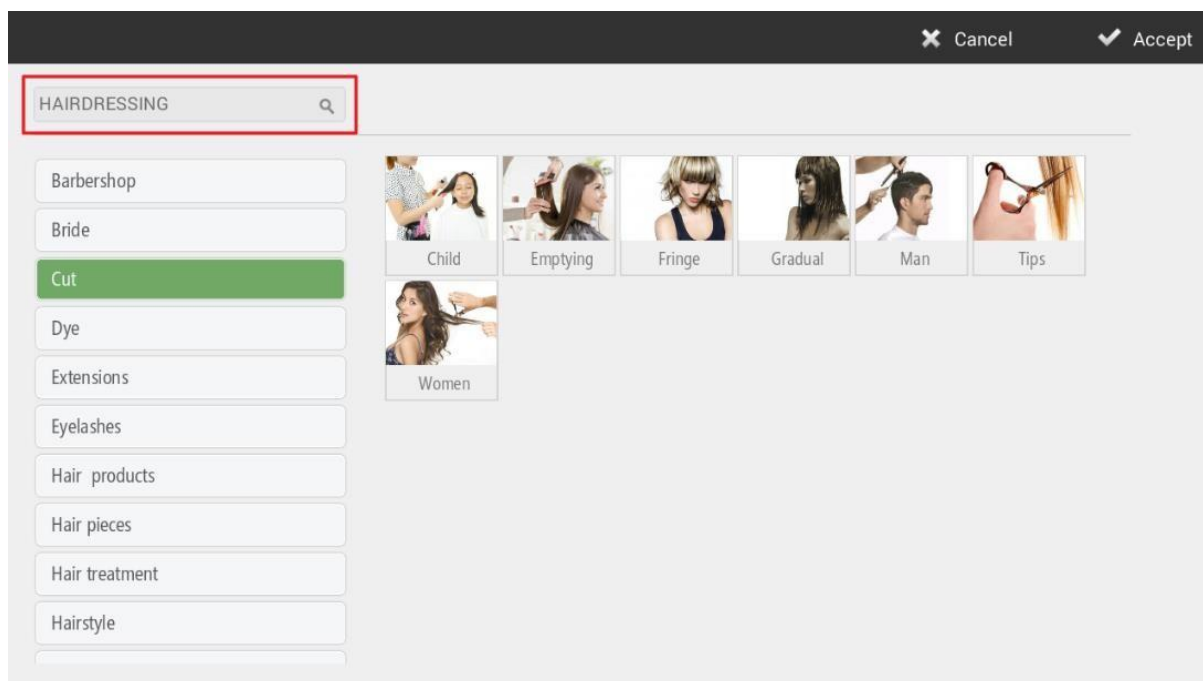 Cancel
Accept
HAIRDRESSING
Barbershop
Bride
Cut
Dye
Extensions
Eyelashes
Hair products
Hair pieces
Hair treatment
Hairstyle
Child
Emptying
Fringe
Gradual
Man
Tips
Women